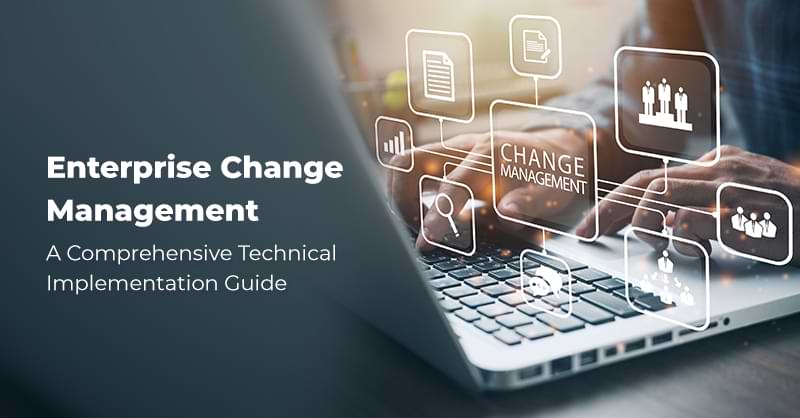 Enterprise Change
Management
A Comprehensive Technical
Implementation Guide
CHANGE
MANAGEMENT